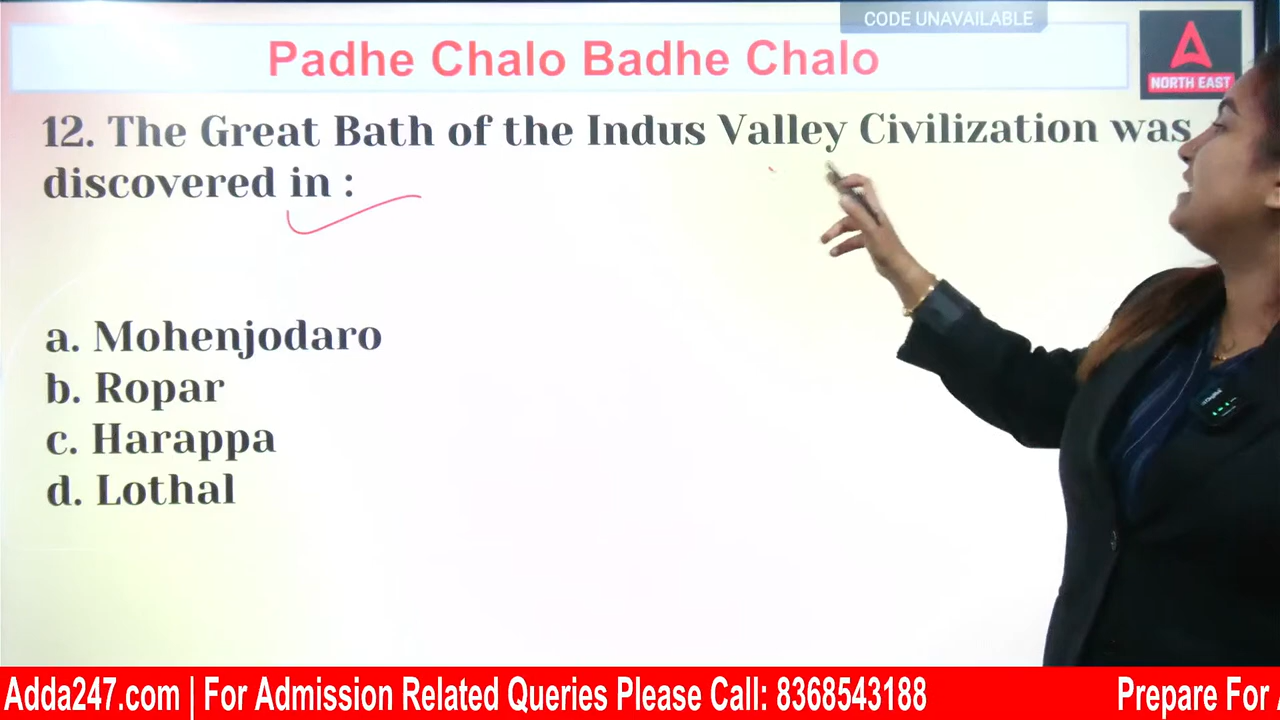 CODE UNAVAILABLE
Padhe Chalo Badhe Chalo
NORTH EAST
12. The Great Bath of the Indus Valley Civilization was
discovered in :
a. Mohenjodaro
b. Ropar
c. Harappa
d. Lothal
Adda247.com | For Admission Related Queries Please Call: 8368543188
Prepare For